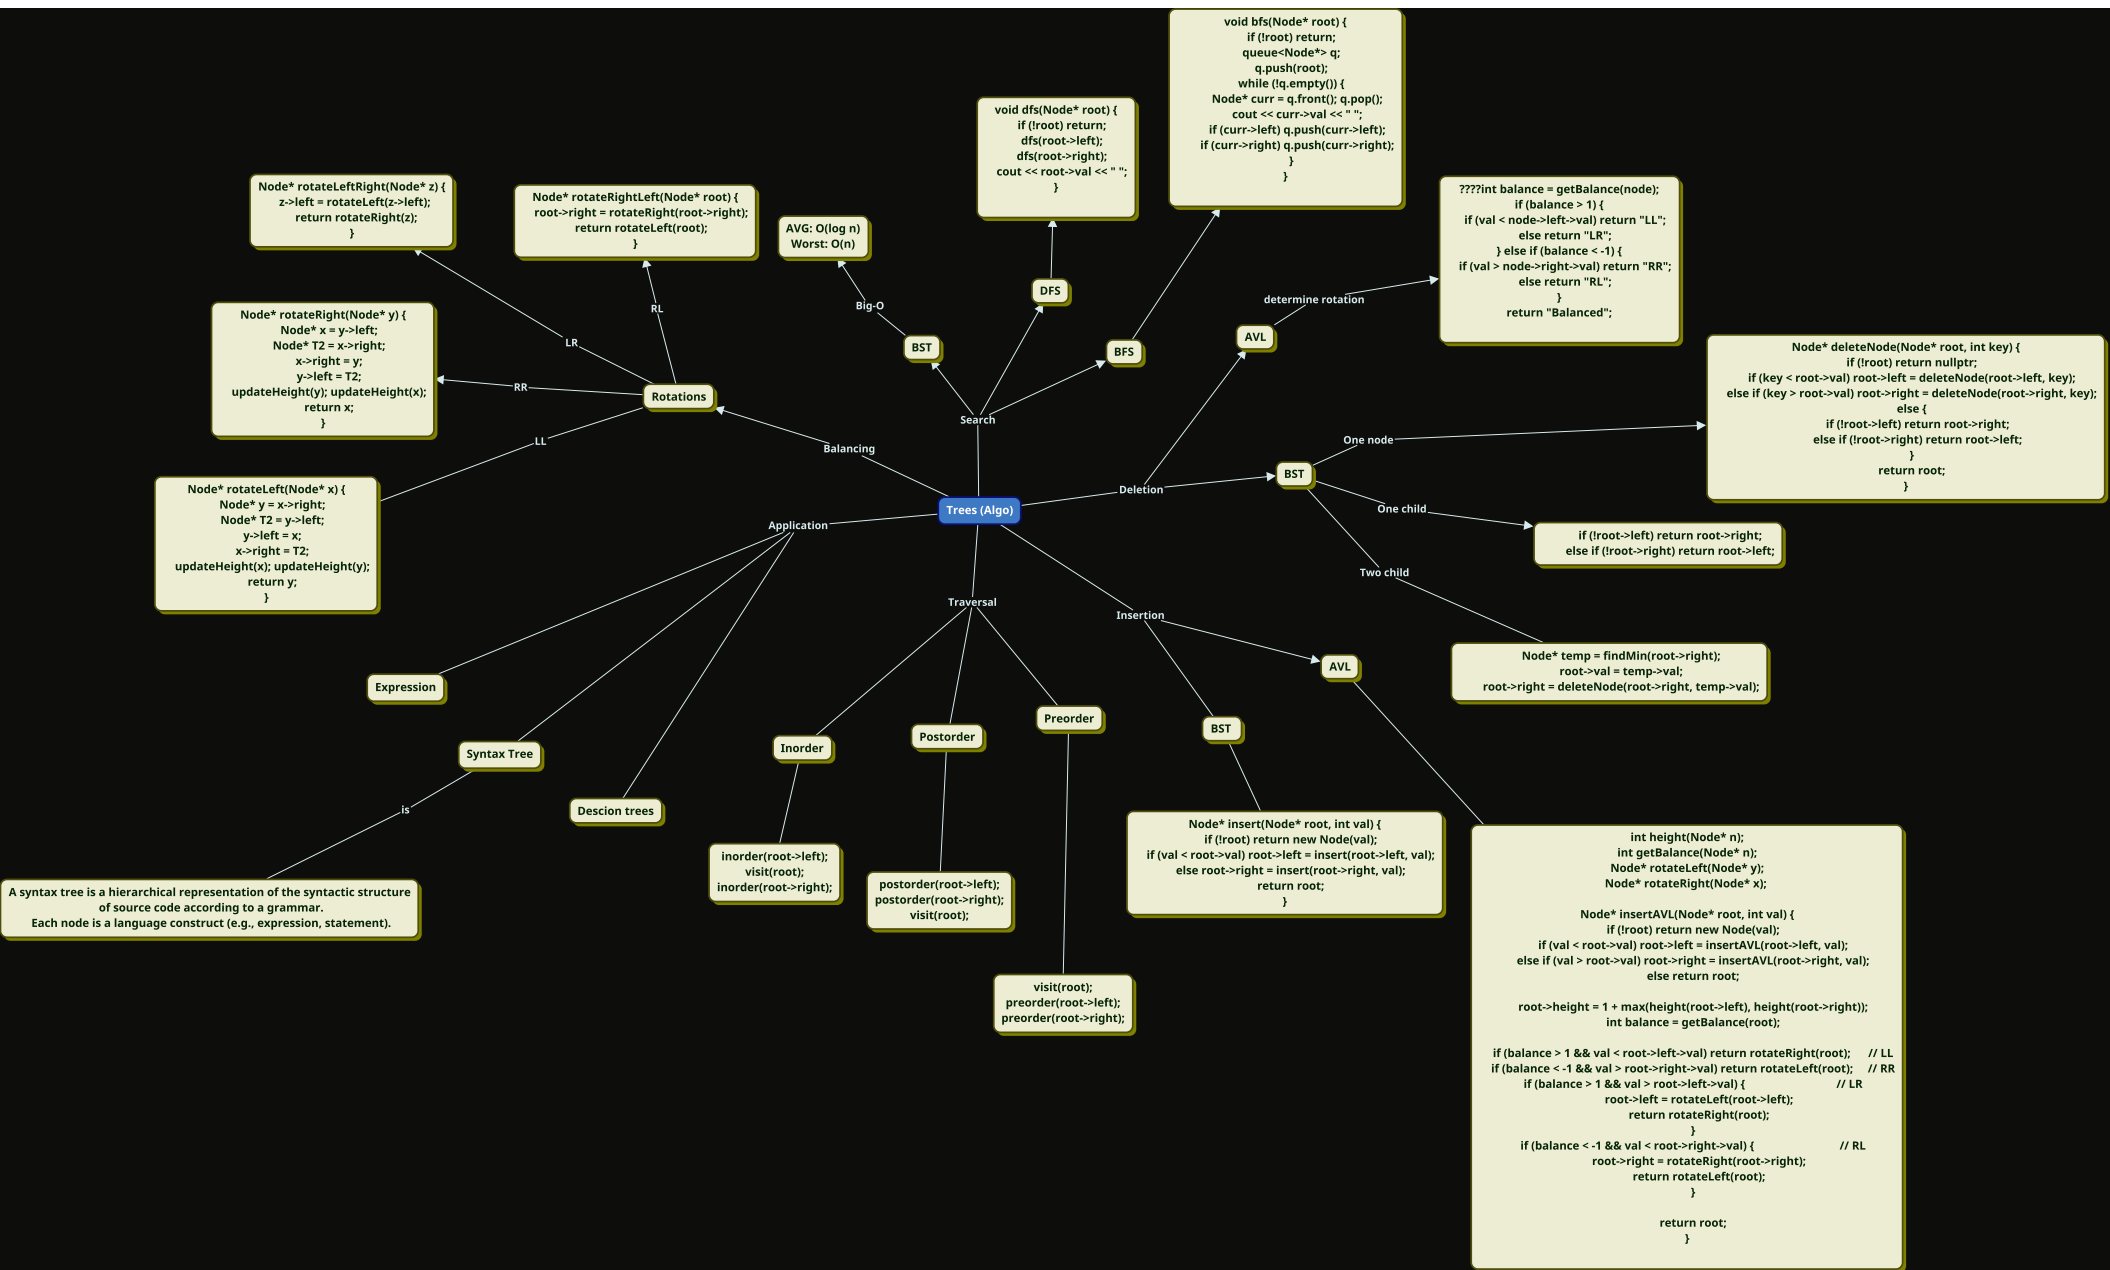 void bfs(Node* root) {
if (!root) return;
queue<Node*> q;
q.push(root);
while (!q.empty()) {
Node* curr = q.front(); q.pop();
cout << curr->val << " ";
if (curr->left) q.push(curr->left);
if (curr->right) q.push(curr->right);
}
}
void dfs(Node* root) {
if (!root) return;
dfs(root->left);
dfs(root->right);
cout << root->val << " ";
}
Node* rotateLeftRight(Node* z) {
z->left = rotateLeft(z->left);
return rotateRight(z);
}
Node* rotateRightLeft(Node* root) {
root->right = rotateRight(root->right);
return rotateLeft(root);
}
AVG: O(log n)
Worst: O(n)
????int balance = getBalance(node);
if (balance > 1) {
if (val < node->left->val) return "LL";
else return "LR";
} else if (balance < -1) {
if (val > node->right->val) return "RR";
else return "RL";
}
return "Balanced";
DFS
Big-O
RL
determine rotation
Node* rotateRight(Node* y) {
Node* x = y->left;
Node* T2 = x->right;
x->right = y;
y->left = T2;
updateHeight(y); updateHeight(x);
return x;
}
LR
BST
BFS
AVL
Node* deleteNode(Node* root, int key) {
if (!root) return nullptr;
if (key < root->val) root->left = deleteNode(root->left, key);
else if (key > root->val) root->right = deleteNode(root->right, key);
else {
if (!root->left) return root->right;
else if (!root->right) return root->left;
}
return root;
}
RR
Rotations
Search
LL
Balancing
One node
BST
Deletion
Node* rotateLeft(Node* x) {
Node* y = x->right;
Node* T2 = y->left;
y->left = x;
x->right = T2;
updateHeight(x); updateHeight(y);
return y;
}
Trees (Algo)
Application
One child
if (!root->left) return root->right;
else if (!root->right) return root->left;
Two child
Traversal
Insertion
Node* temp = findMin(root->right);
root->val = temp->val;
root->right = deleteNode(root->right, temp->val);
AVL
Expression
Preorder
BST
Postorder
Inorder
Syntax Tree
is
Descion trees
Node* insert(Node* root, int val) {
if (!root) return new Node(val);
if (val < root->val) root->left = insert(root->left, val);
else root->right = insert(root->right, val);
return root;
}
inorder(root->left);
visit(root);
inorder(root->right);
postorder(root->left);
postorder(root->right);
visit(root);
A syntax tree is a hierarchical representation of the syntactic structure
of source code according to a grammar.
Each node is a language construct (e.g., expression, statement).
visit(root);
preorder(root->left);
preorder(root->right);
int height(Node* n);
int getBalance(Node* n);
Node* rotateLeft(Node* y);
Node* rotateRight(Node* x);
Node* insertAVL(Node* root, int val) {
if (!root) return new Node(val);
if (val < root->val) root->left = insertAVL(root->left, val);
else if (val > root->val) root->right = insertAVL(root->right, val);
else return root;
root->height = 1 + max(height(root->left), height(root->right));
int balance = getBalance(root);
if (balance > 1 && val < root->left->val) return rotateRight(root); // LL
if (balance < -1 && val > root->right->val) return rotateLeft(root); // RR
if (balance > 1 && val > root->left->val) { // LR
root->left = rotateLeft(root->left);
return rotateRight(root);
}
if (balance < -1 && val < root->right->val) { // RL
root->right = rotateRight(root->right);
return rotateLeft(root);
}
return root;
}